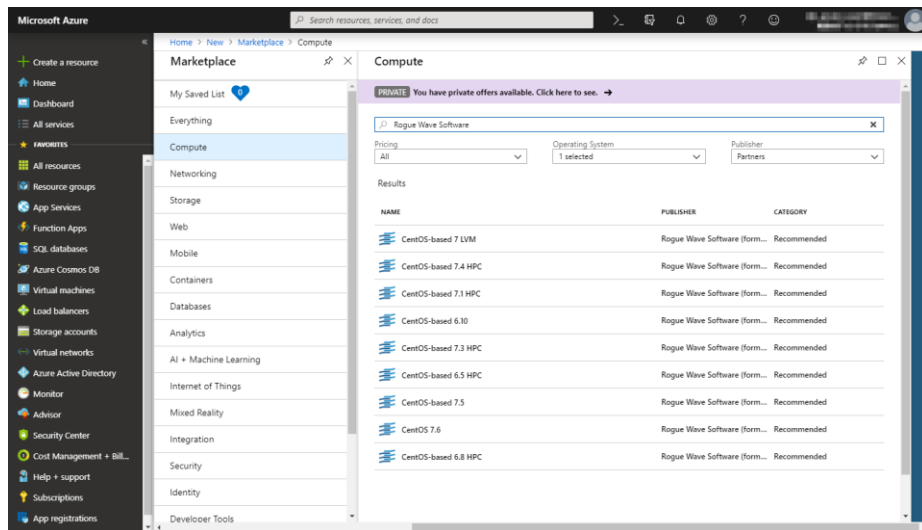 Microsoft Azure
Search resources, services, and docs
Home > New > Marketplace > Compute
Create a resource
Home
Dashboard
All services
FAVORITES
All resources
Resource groups
App Services
Function Apps
SQL databases
Azure Cosmos DB
Virtual machines
Load balancers
Storage accounts
Virtual networks
Azure Active Directory
Monitor
Advisor
Security Center
Cost Management + Bill...
Help + support
Subscriptions
App registrations
Marketplace
My Saved List 0
Everything
Compute
Networking
Storage
Web
Mobile
Containers
Databases
Analytics
AI + Machine Learning
Internet of Things
Mixed Reality
Integration
Security
Identity
Developer Tools
Compute
PRIVATE You have private offers available. Click here to see. →
Rogue Wave Software
Pricing Operating System Publisher
All 1 selected Partners
Results
NAME PUBLISHER CATEGORY
CentOS-based 7 LVM Rogue Wave Software (form... Recommended
CentOS-based 7.4 HPC Rogue Wave Software (form... Recommended
CentOS-based 7.1 HPC Rogue Wave Software (form... Recommended
CentOS-based 6.10 Rogue Wave Software (form... Recommended
CentOS-based 7.3 HPC Rogue Wave Software (form... Recommended
CentOS-based 6.5 HPC Rogue Wave Software (form... Recommended
CentOS-based 7.5 Rogue Wave Software (form... Recommended
CentOS 7.6 Rogue Wave Software (form... Recommended
CentOS-based 6.8 HPC Rogue Wave Software (form... Recommended